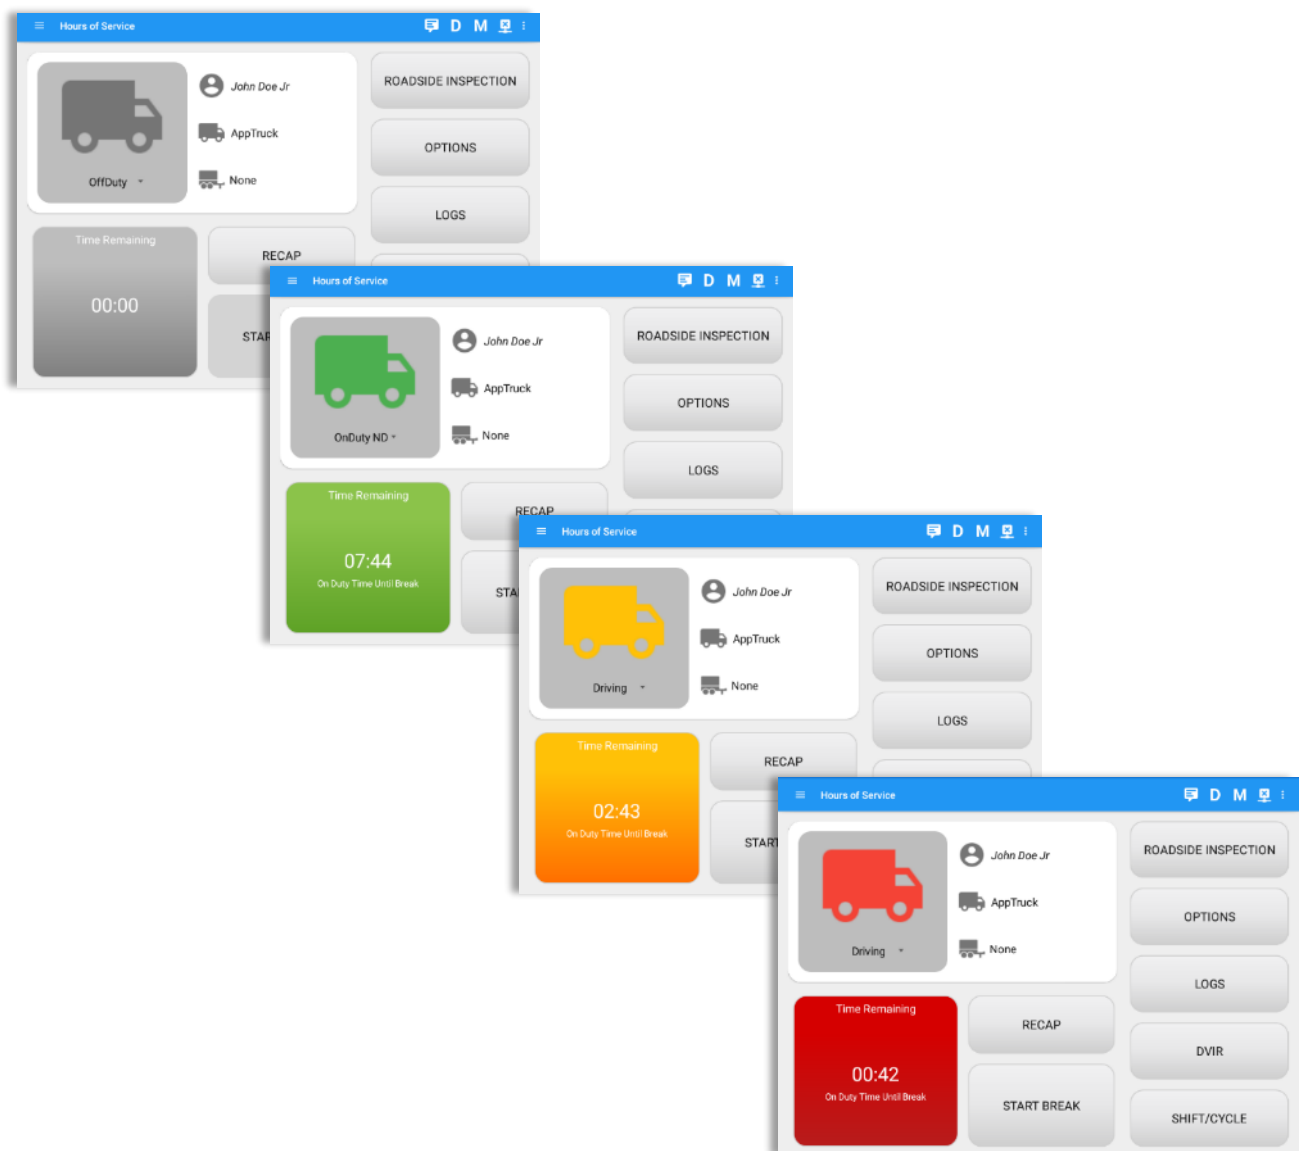 Hours of Service
D M
John Doe Jr
AppTruck
None
OffDuty
ROADSIDE INSPECTION
OPTIONS
LOGS
Time Remaining
00:00
RECAP
STAR
Hours of Service
D M
John Doe Jr
AppTruck
None
OnDuty ND
ROADSIDE INSPECTION
OPTIONS
LOGS
Time Remaining
07:44
On Duty Time Until Break
RECAP
STA
Hours of Service
D M
John Doe Jr
AppTruck
None
Driving
ROADSIDE INSPECTION
OPTIONS
LOGS
Time Remaining
02:43
On Duty Time Until Break
RECAP
START
Hours of Service
D M
John Doe Jr
AppTruck
None
Driving
ROADSIDE INSPECTION
OPTIONS
LOGS
DVIR
SHIFT/CYCLE
Time Remaining
00:42
On Duty Time Until Break
RECAP
START BREAK